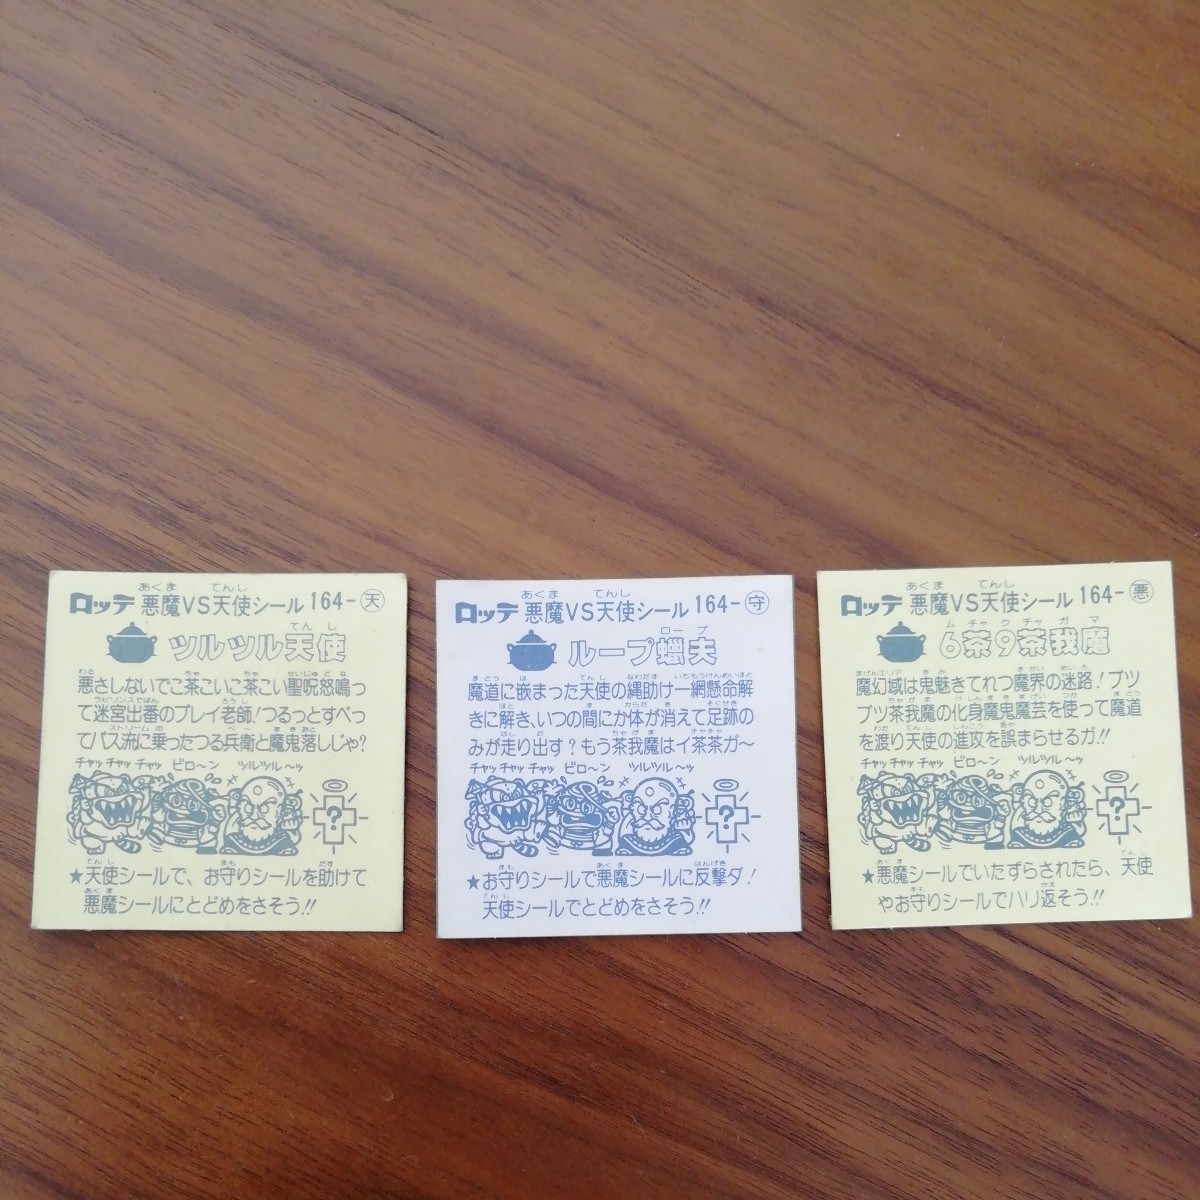 ロッテ 悪魔VS天使シール 164-天
ツルツル天使
悪さしないでこ茶こいこ茶こい聖呪怒鳴っ
て迷宮出番のプレイ老師!つるっとすべっ
てパス流に乗ったつる兵衛と魔鬼落しじゃ?
チャッ チャッ チャッ ビロ〜ン ツルツル〜ッ
?
★天使シールで、お守りシールを助けて
悪魔シールにとどめをさそう!!
ロッテ 悪魔VS天使シール 164-守
ループ蠟夫
魔道に嵌まった天使の縄助け一網懸命解
きに解き、いつの間にか体が消えて足跡の
みが走り出す?もう茶我魔はイ茶茶ガ〜
チャッ チャッ チャッ ビロ〜ン ツルツル〜ッ
?
★お守りシールで悪魔シールに反撃ダ!
天使シールでとどめをさそう!!
ロッテ 悪魔VS天使シール 164-悪
6茶9茶我魔
魔幻域は鬼魅きてれつ魔界の迷路!ブツ
ブツ茶我魔の化身魔鬼魔芸を使って魔道
を渡り天使の進攻を誤まらせるガ!!
チャッ チャッ チャッ ビロ〜ン ツルツル〜ッ
?
★悪魔シールでいたずらされたら、天使
やお守りシールでハリ返そう!!